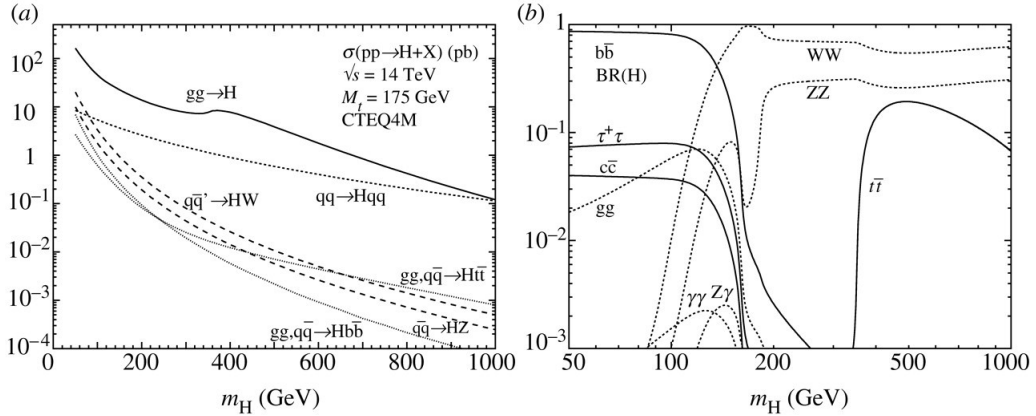 (a)
10²
10
1
10⁻¹
10⁻²
10⁻³
10⁻⁴
σ(pp→H+X) (pb)
√s = 14 TeV
M_t = 175 GeV
CTEQ4M
gg→H
qq→Hqq
qq̄'→HW
gg,qq̄→Htt̄
gg,qq̄→Hbb̄
q̄q→HZ
0 200 400 600 800 1000
m_H (GeV)
(b)
1
10⁻¹
10⁻²
10⁻³
bb̄
BR(H)
WW
ZZ
τ⁺τ
cc̄
gg
tt̄
γγ Zγ
50 100 200 500 1000
m_H (GeV)